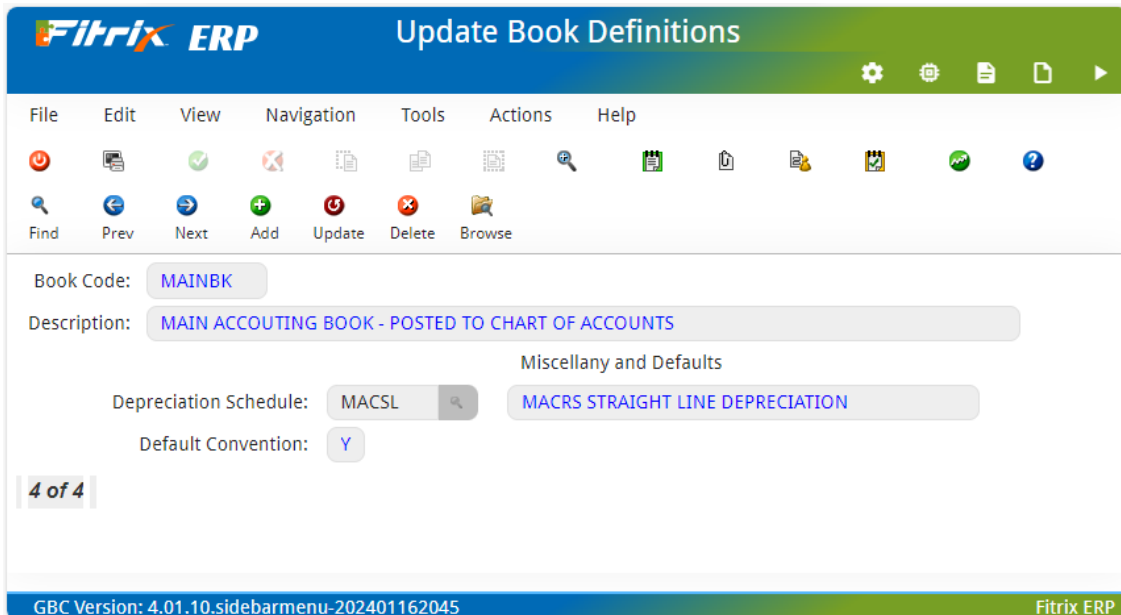 Fitrix ERP
Update Book Definitions
File Edit View Navigation Tools Actions Help
Find Prev Next Add Update Delete Browse
Book Code: MAINBK
Description: MAIN ACCOUTING BOOK - POSTED TO CHART OF ACCOUNTS
Miscellany and Defaults
Depreciation Schedule: MACSL MACRS STRAIGHT LINE DEPRECIATION
Default Convention: Y
4 of 4
GBC Version: 4.01.10.sidebarmenu-202401162045 Fitrix ERP